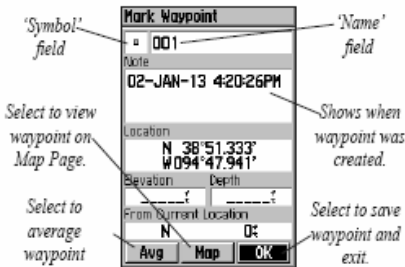 Mark Waypoint
'Symbol' field
001
'Name' field
Note
02-JAN-13 4:20:26PM
Select to view waypoint on Map Page.
Shows when waypoint was created.
Location
N 38°51.333'
W094°47.941'
Elevation
Depth
From Current Location
N
Select to average waypoint
Avg
Map
OK
Select to save waypoint and exit.